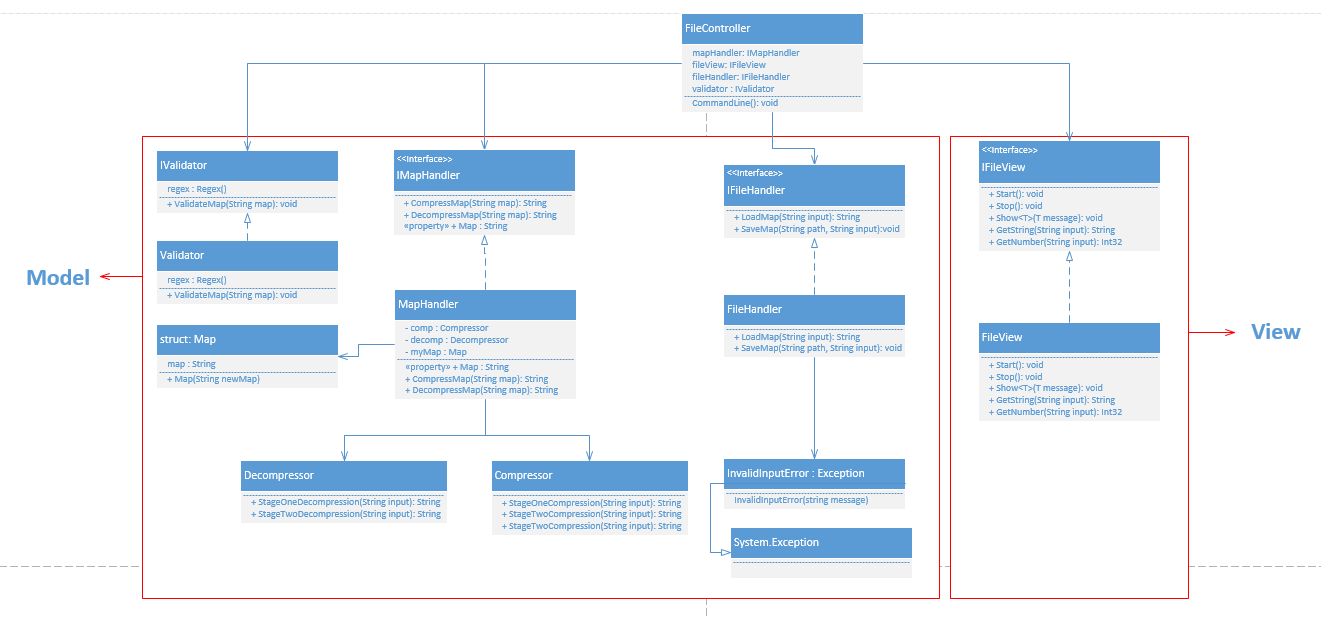 FileController
mapHandler: IMapHandler
fileView: IFileView
fileHandler: IFileHandler
validator : IValidator
CommandLine(): void
IValidator
regex : Regex()
+ ValidateMap(String map): void
Validator
regex : Regex()
+ ValidateMap(String map): void
struct: Map
map : String
+ Map(String newMap)
<<Interface>>
IMapHandler
+ CompressMap(String map): String
+ DecompressMap(String map): String
«property» + Map : String
MapHandler
- comp : Compressor
- decomp : Decompressor
- myMap : Map
«property» + Map : String
+ CompressMap(String map): String
+ DecompressMap(String map): String
Decompressor
+ StageOneDecompression(String input): String
+ StageTwoDecompression(String input): String
Compressor
+ StageOneCompression(String input): String
+ StageTwoCompression(String input): String
+ StageTwoCompression(String input): String
<<Interface>>
IFileHandler
+ LoadMap(String input): String
+ SaveMap(String path, String input):void
FileHandler
+ LoadMap(String input): String
+ SaveMap(String path, String input): void
InvalidInputError : Exception
InvalidInputError(string message)
System.Exception
<<Interface>>
IFileView
+ Start(): void
+ Stop(): void
+ Show<T>(T message): void
+ GetString(String input): String
+ GetNumber(String input): Int32
FileView
+ Start(): void
+ Stop(): void
+ Show<T>(T message): void
+ GetString(String input): String
+ GetNumber(String input): Int32
Model
View